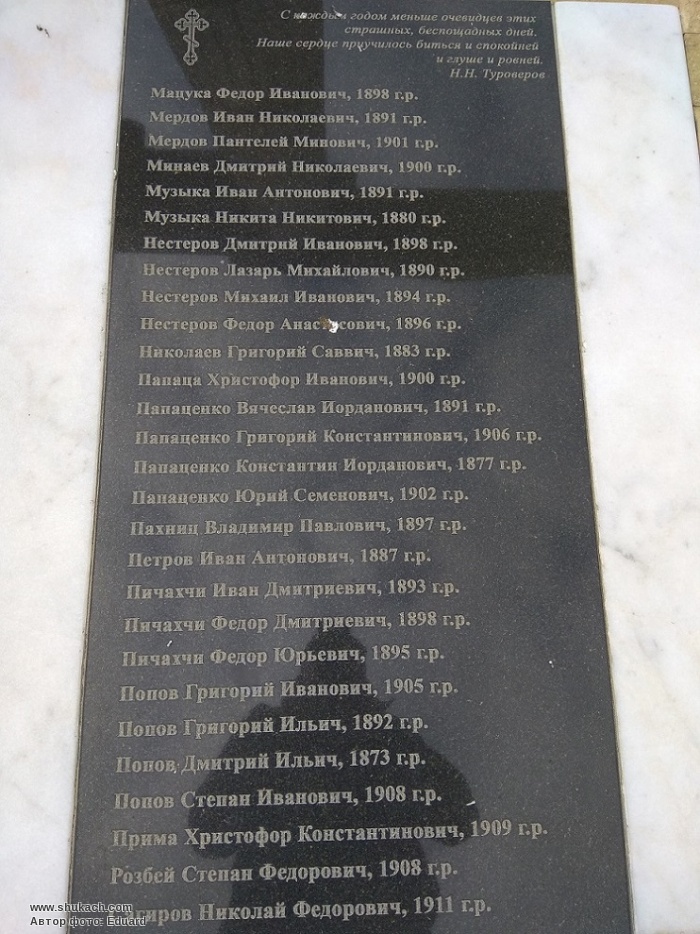 С каждым годом меньше очевидцев этих
страшных, беспощадных дней.
Наше сердце приучилось биться и спокойней
и глуше и ровней.
Н.Н. Туроверов
Мацука Федор Иванович, 1898 г.р.
Мердов Иван Николаевич, 1891 г.р.
Мердов Пантелей Минович, 1901 г.р.
Минаев Дмитрий Николаевич, 1900 г.р.
Музыка Иван Антонович, 1891 г.р.
Музыка Никита Никитович, 1880 г.р.
Нестеров Дмитрий Иванович, 1898 г.р.
Нестеров Лазарь Михайлович, 1890 г.р.
Нестеров Михаил Иванович, 1894 г.р.
Нестеров Федор Анастасович, 1896 г.р.
Николаев Григорий Саввич, 1883 г.р.
Папаца Христофор Иванович, 1900 г.р.
Папаценко Вячеслав Иорданович, 1891 г.р.
Папаценко Григорий Константинович, 1906 г.р.
Папаценко Константин Иорданович, 1877 г.р.
Папаценко Юрий Семенович, 1902 г.р.
Пахниц Владимир Павлович, 1897 г.р.
Петров Иван Антонович, 1887 г.р.
Пичахчи Иван Дмитриевич, 1893 г.р.
Пичахчи Федор Дмитриевич, 1898 г.р.
Пичахчи Федор Юрьевич, 1895 г.р.
Попов Григорий Иванович, 1905 г.р.
Попов Григорий Ильич, 1892 г.р.
Попов Дмитрий Ильич, 1873 г.р.
Попов Степан Иванович, 1908 г.р.
Прима Христофор Константинович, 1909 г.р.
Розбей Степан Федорович, 1908 г.р.
Николай Федорович, 1911 г.р.
www.shukach.com
Автор фото: Eduard